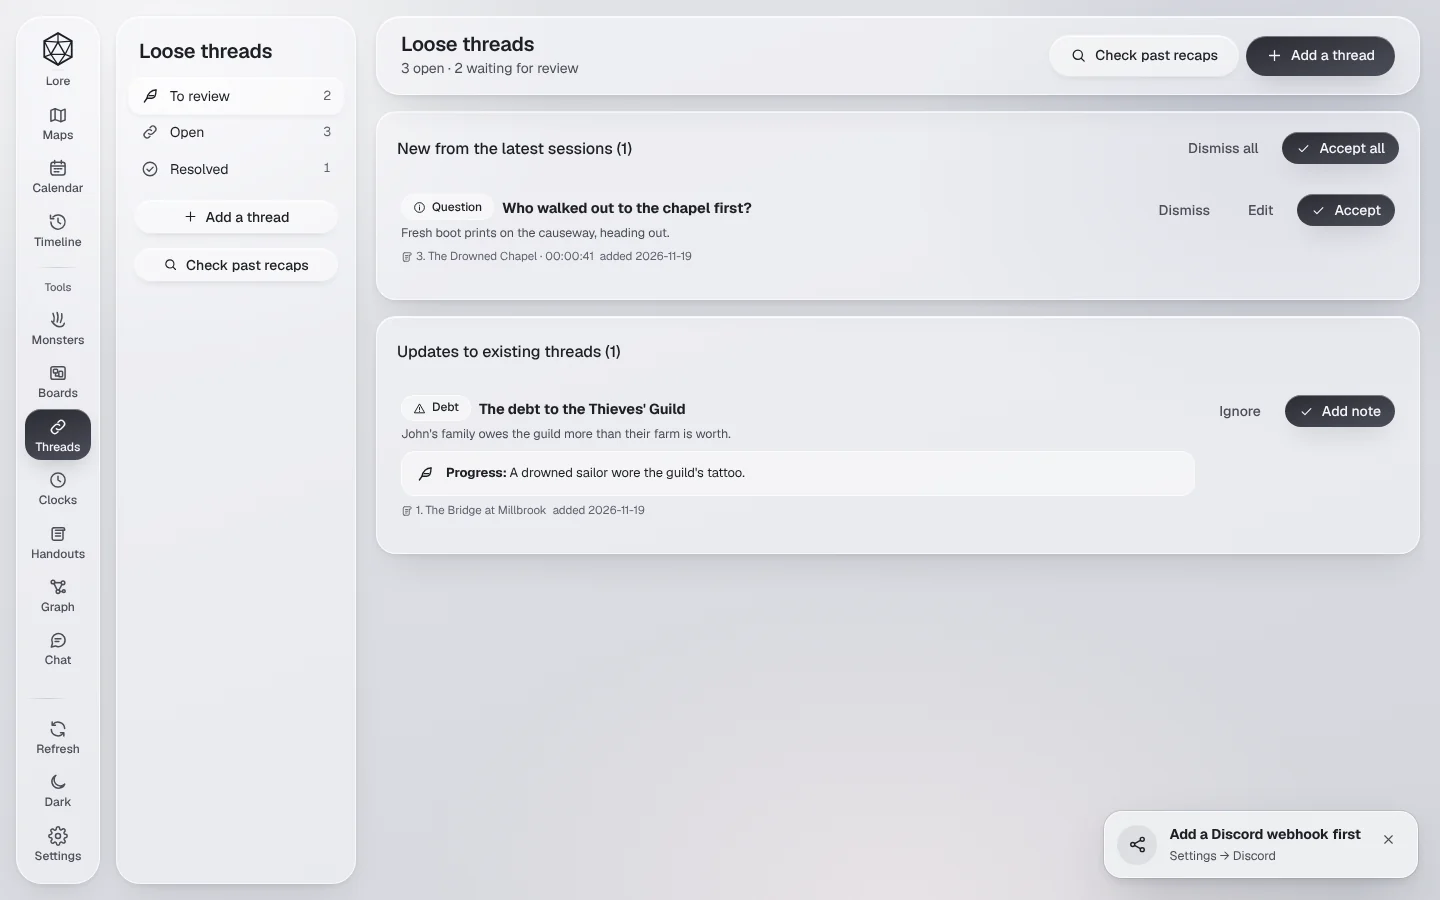 Lore
Maps
Calendar
Timeline
Tools
Monsters
Boards
Threads
Clocks
Handouts
Graph
Chat
Refresh
Dark
Settings
Loose threads
To review 2
Open 3
Resolved 1
Add a thread
Check past recaps
Loose threads
3 open · 2 waiting for review
Check past recaps
Add a thread
New from the latest sessions (1)
Dismiss all
Accept all
Question Who walked out to the chapel first?
Fresh boot prints on the causeway, heading out.
3. The Drowned Chapel · 00:00:41 added 2026-11-19
Dismiss
Edit
Accept
Updates to existing threads (1)
Debt The debt to the Thieves' Guild
John's family owes the guild more than their farm is worth.
Progress: A drowned sailor wore the guild's tattoo.
1. The Bridge at Millbrook added 2026-11-19
Ignore
Add note
Add a Discord webhook first
Settings → Discord